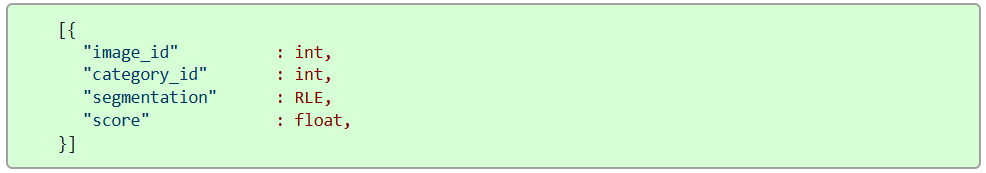 [{
"image_id" : int,
"category_id" : int,
"segmentation" : RLE,
"score" : float,
}]